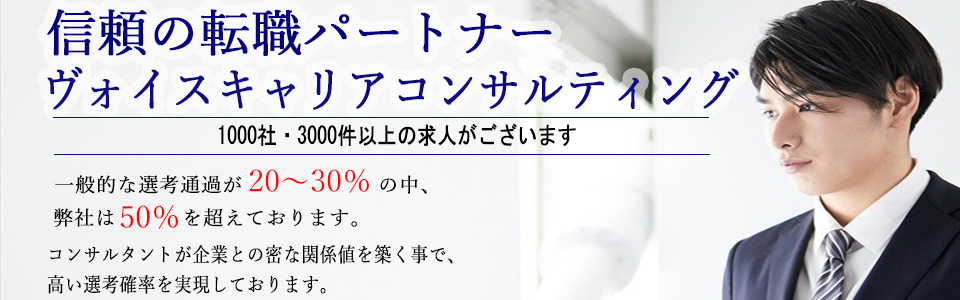 信頼の転職パートナー
ヴォイスキャリアコンサルティング
1000社・3000件以上の求人がございます
一般的な選考通過が 20～30% の中、
弊社は 50% を超えております。
コンサルタントが企業との密な関係値を築く事で、
高い選考確率を実現しております。